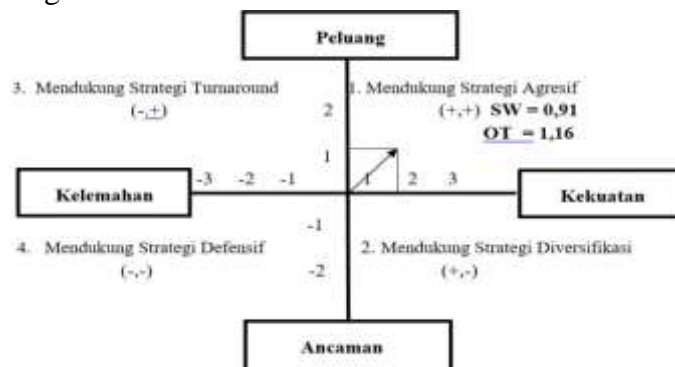 Peluang
3. Mendukung Strategi Turnaround
(-,+)
1. Mendukung Strategi Agresif
(+,+) SW = 0,91
OT = 1,16
2
1
-3 -2 -1
1 2 3
Kelemahan
Kekuatan
-1
-2
4. Mendukung Strategi Defensif
(-,-)
2. Mendukung Strategi Diversifikasi
(+,-)
Ancaman